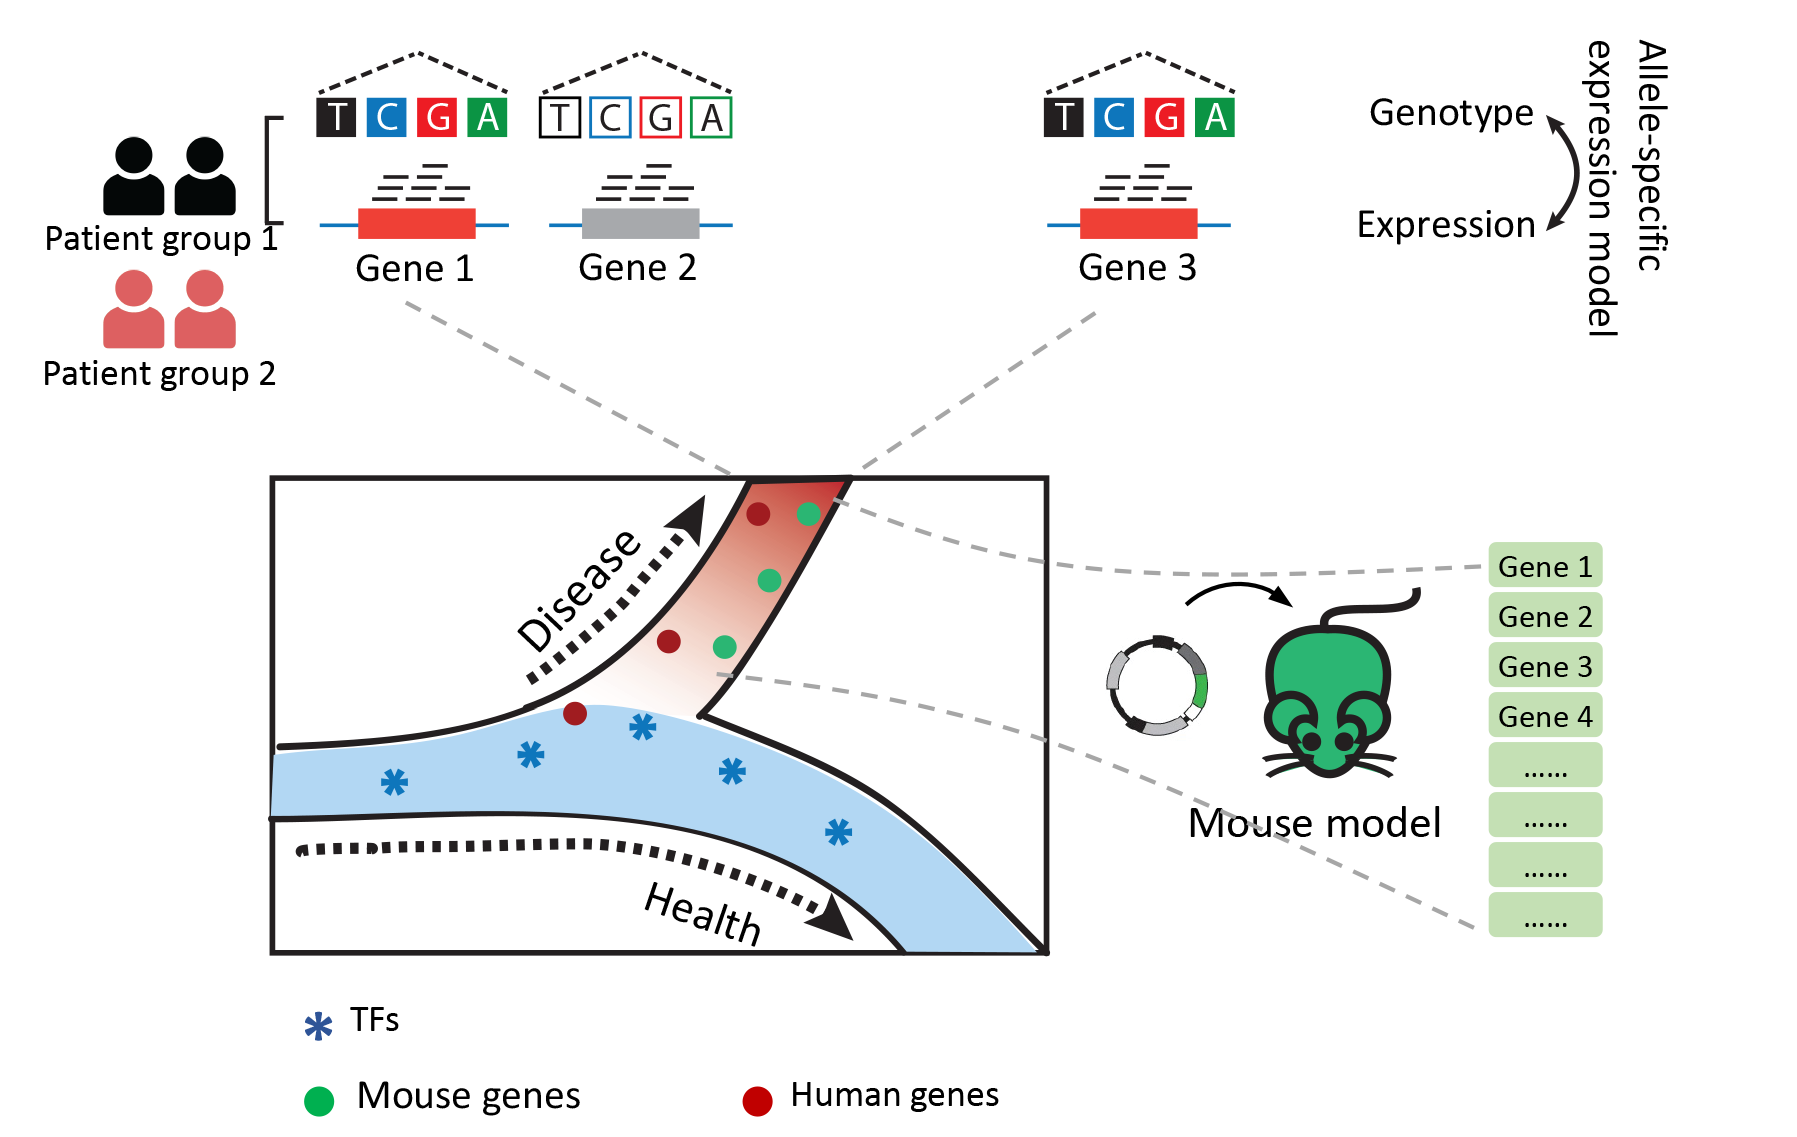 T C G A
T C G A
T C G A
Genotype
Expression
Allele-specific
expression model
Patient group 1
Patient group 2
Gene 1
Gene 2
Gene 3
Disease
Health
Mouse model
Gene 1
Gene 2
Gene 3
Gene 4
......
......
......
......
TFs
Mouse genes
Human genes